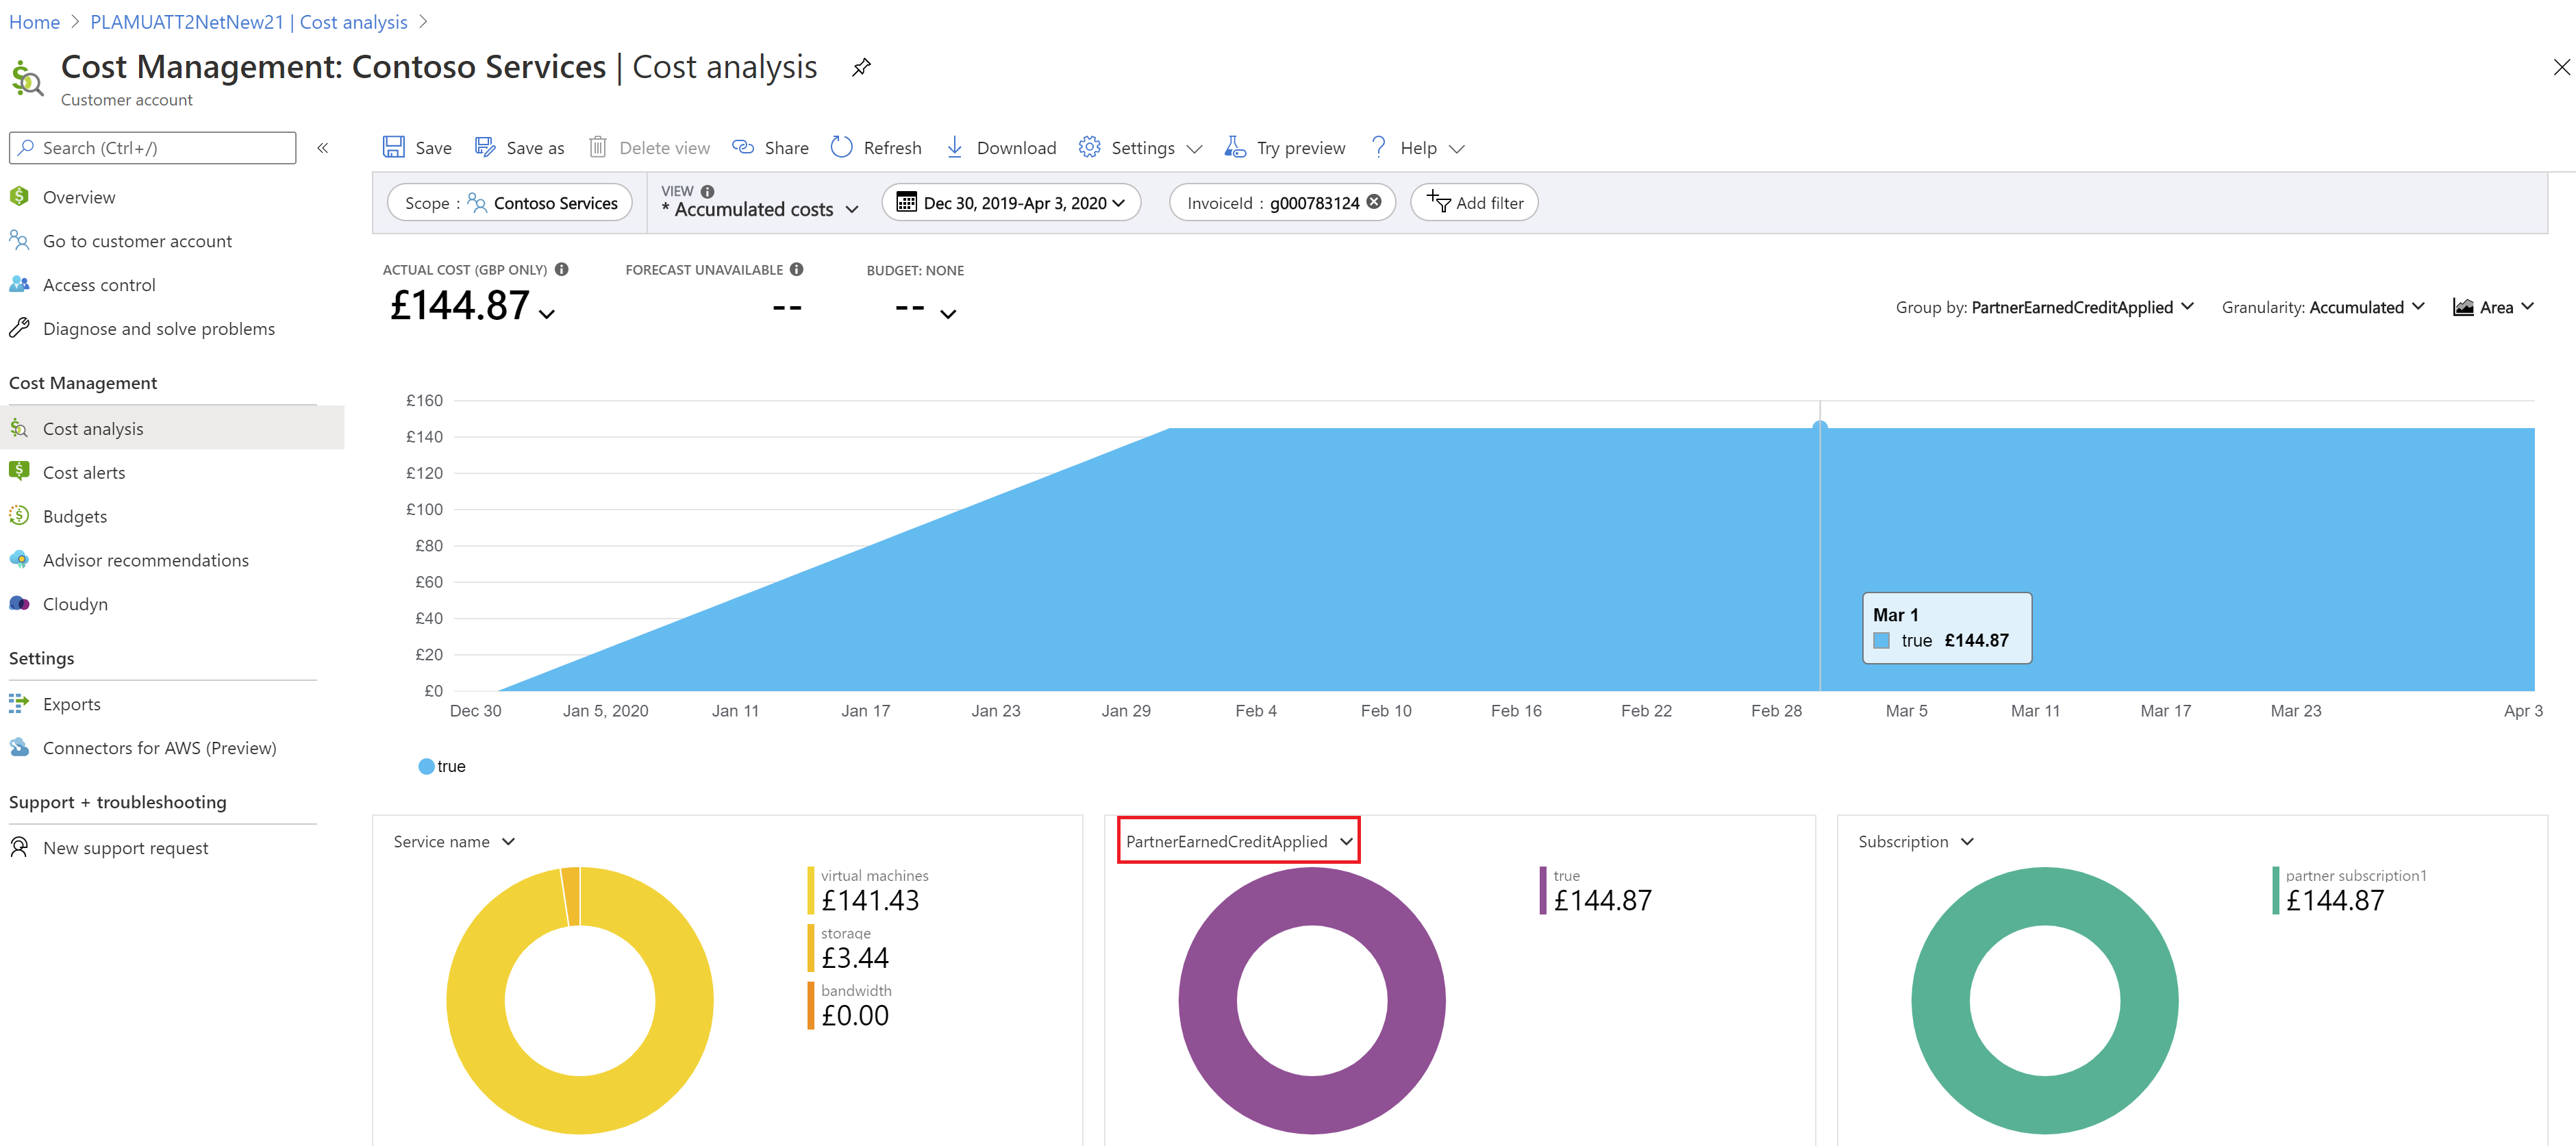 Home > PLAMUATT2NetNew21 | Cost analysis >
Cost Management: Contoso Services | Cost analysis
Customer account
Search (Ctrl+/)
«
Overview
Go to customer account
Access control
Diagnose and solve problems
Cost Management
Cost analysis
Cost alerts
Budgets
Advisor recommendations
Cloudyn
Settings
Exports
Connectors for AWS (Preview)
Support + troubleshooting
New support request
Save Save as Delete view Share Refresh Download Settings Try preview ? Help
Scope : Contoso Services
VIEW
* Accumulated costs
Dec 30, 2019-Apr 3, 2020
InvoiceId : g000783124
Add filter
ACTUAL COST (GBP ONLY)
£144.87
FORECAST UNAVAILABLE
--
BUDGET: NONE
--
Group by: PartnerEarnedCreditApplied
Granularity: Accumulated
Area
£160
£140
£120
£100
£80
£60
£40
£20
£0
Dec 30 Jan 5, 2020 Jan 11 Jan 17 Jan 23 Jan 29 Feb 4 Feb 10 Feb 16 Feb 22 Feb 28 Mar 5 Mar 11 Mar 17 Mar 23 Apr 3
Mar 1
true £144.87
true
Service name
virtual machines
£141.43
storage
£3.44
bandwidth
£0.00
PartnerEarnedCreditApplied
true
£144.87
Subscription
partner subscription1
£144.87